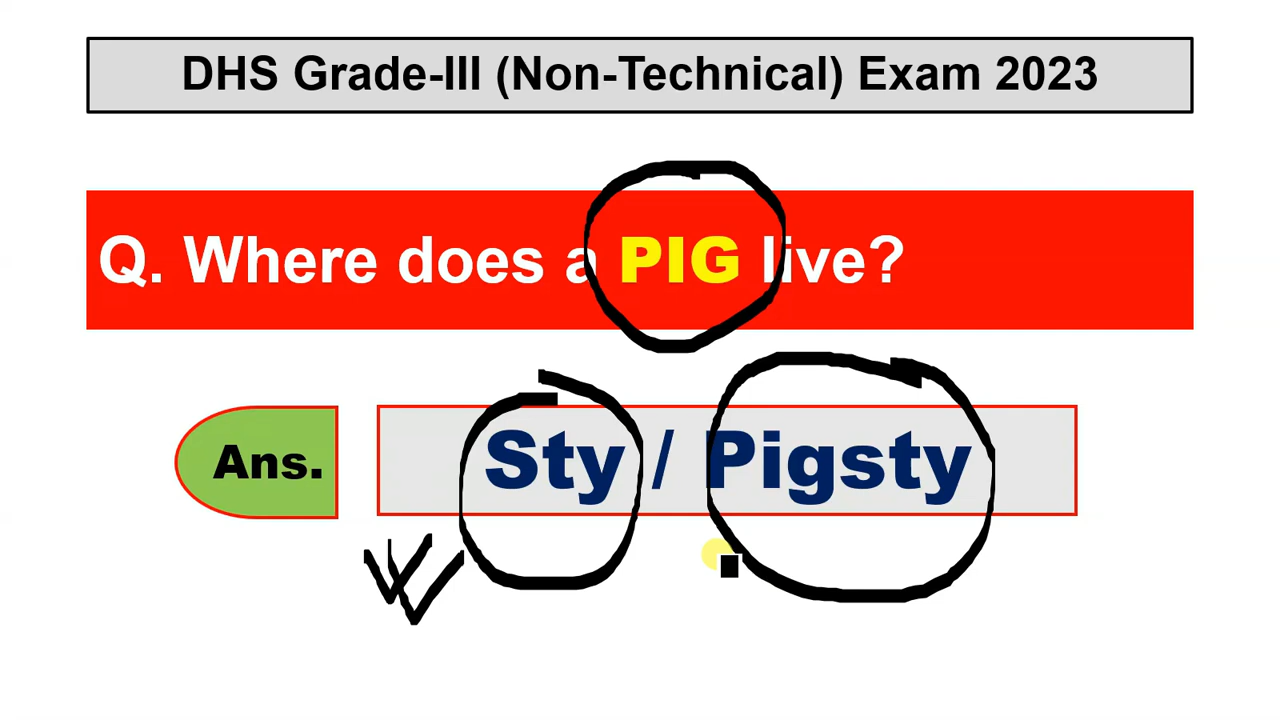 DHS Grade-III (Non-Technical) Exam 2023
Q. Where does a PIG live?
Ans. Sty / Pigsty